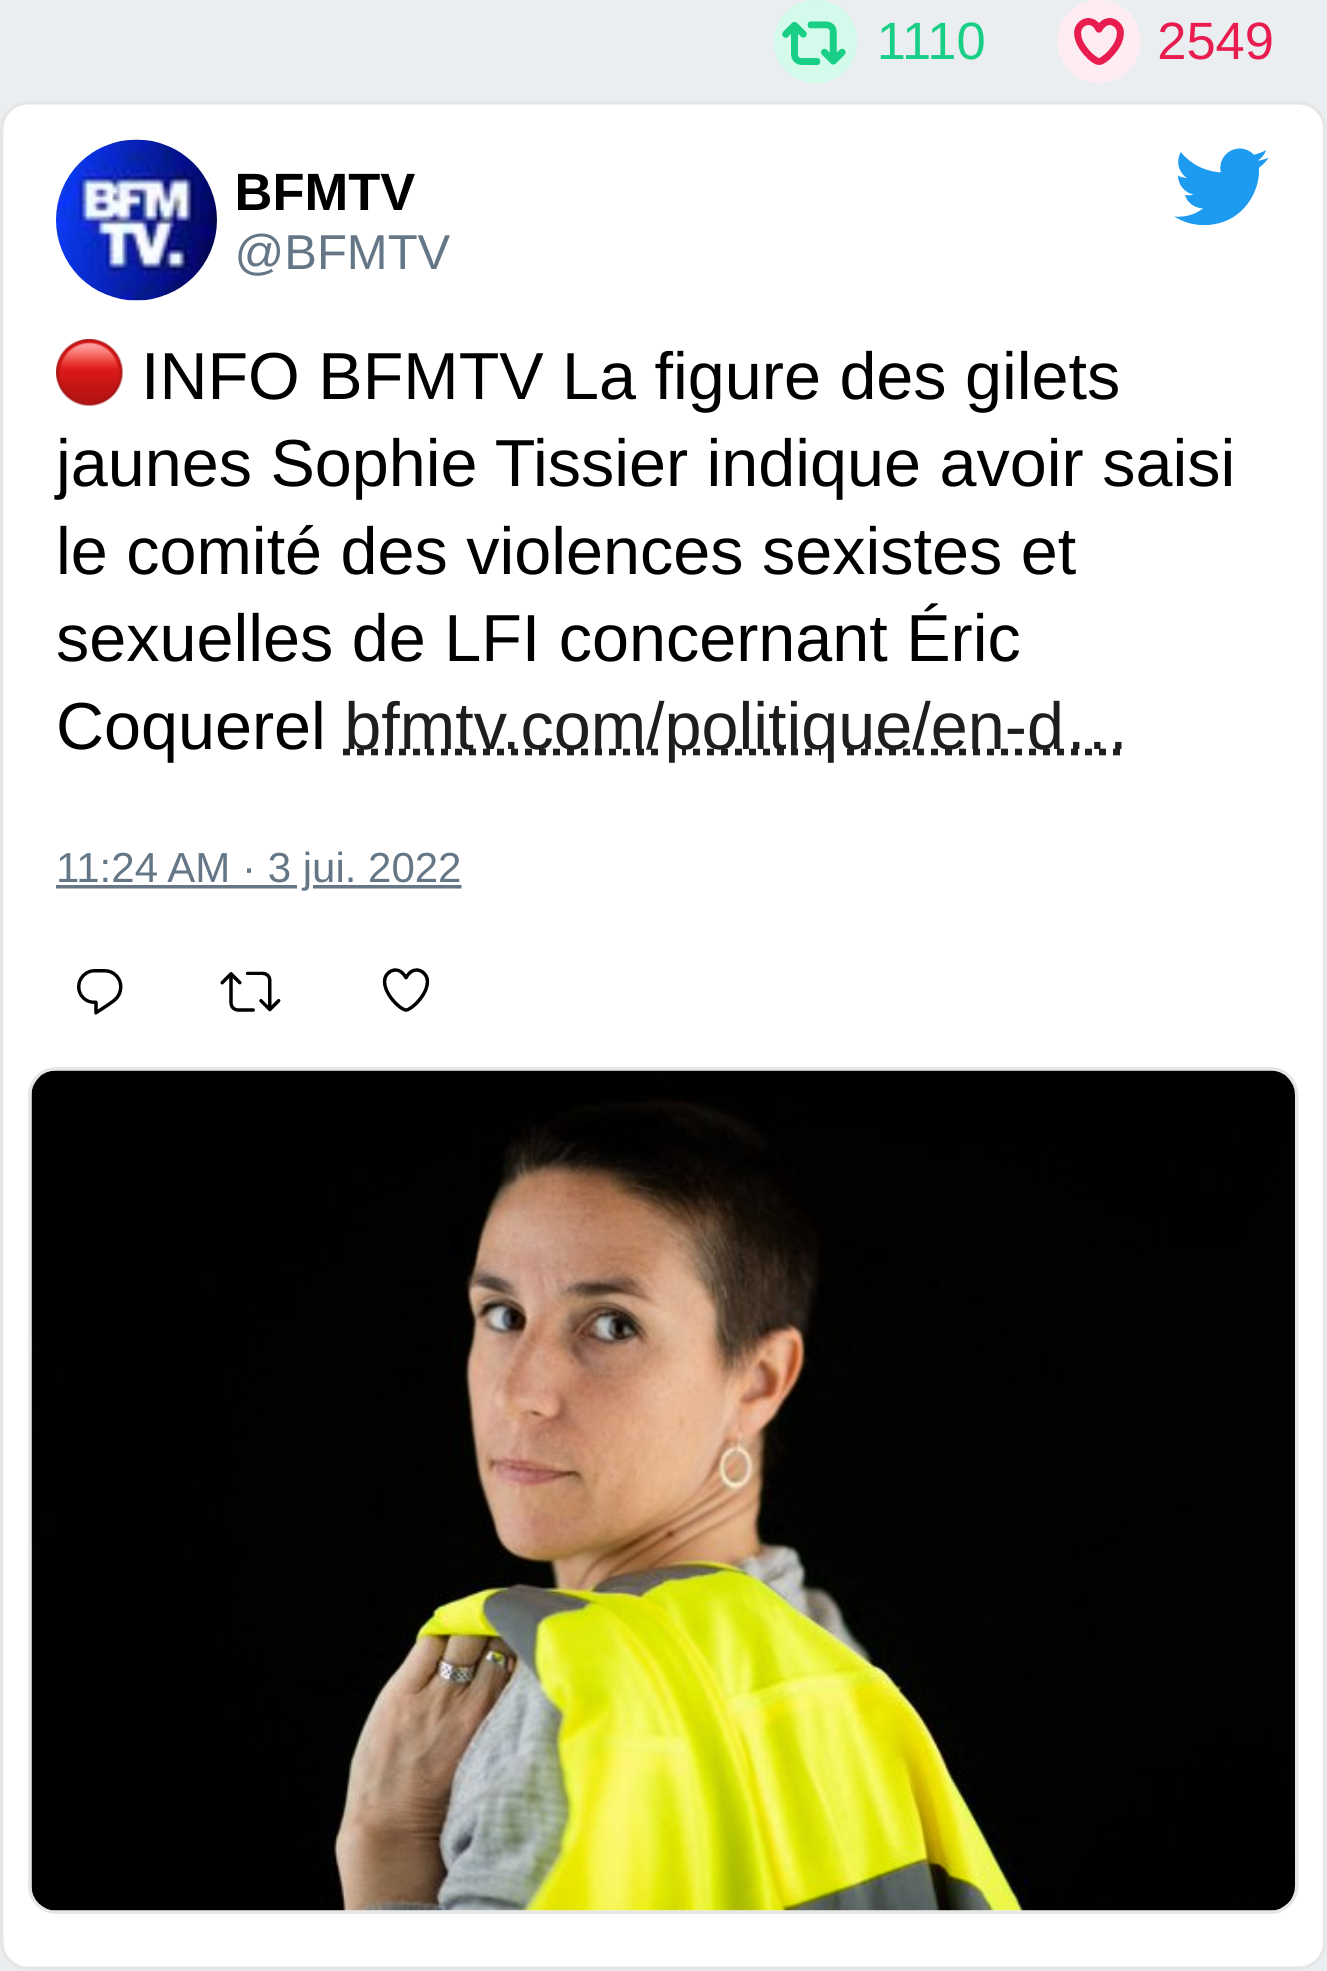 1110 2549
BFM
TV.
BFMTV
@BFMTV
🔴 INFO BFMTV La figure des gilets
jaunes Sophie Tissier indique avoir saisi
le comité des violences sexistes et
sexuelles de LFI concernant Éric
Coquerel bfmtv.com/politique/en-d…
11:24 AM · 3 jui. 2022